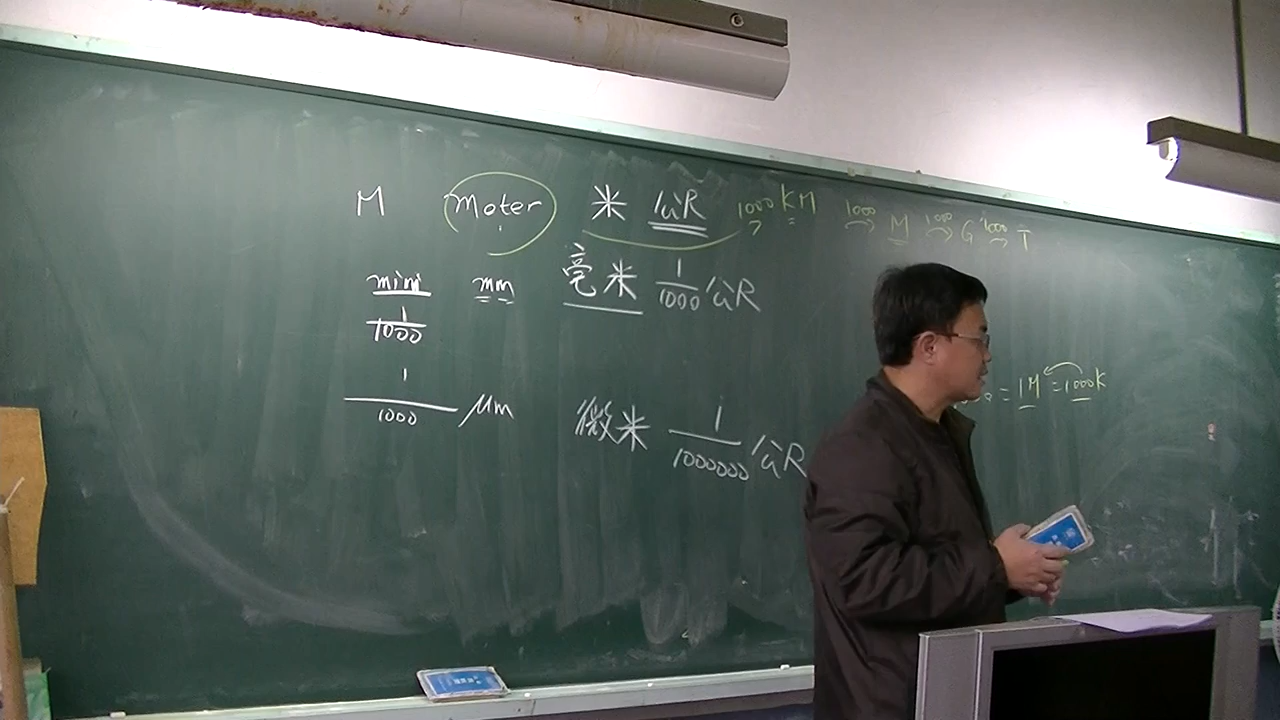 M moter 米 公尺 1000 KM 1000 M 1000 G 1000 T
mini mm 毫米 1/1000 公尺
1/1000
= 1M = 1000K
1/1000 μm 微米 1/1000000 公尺